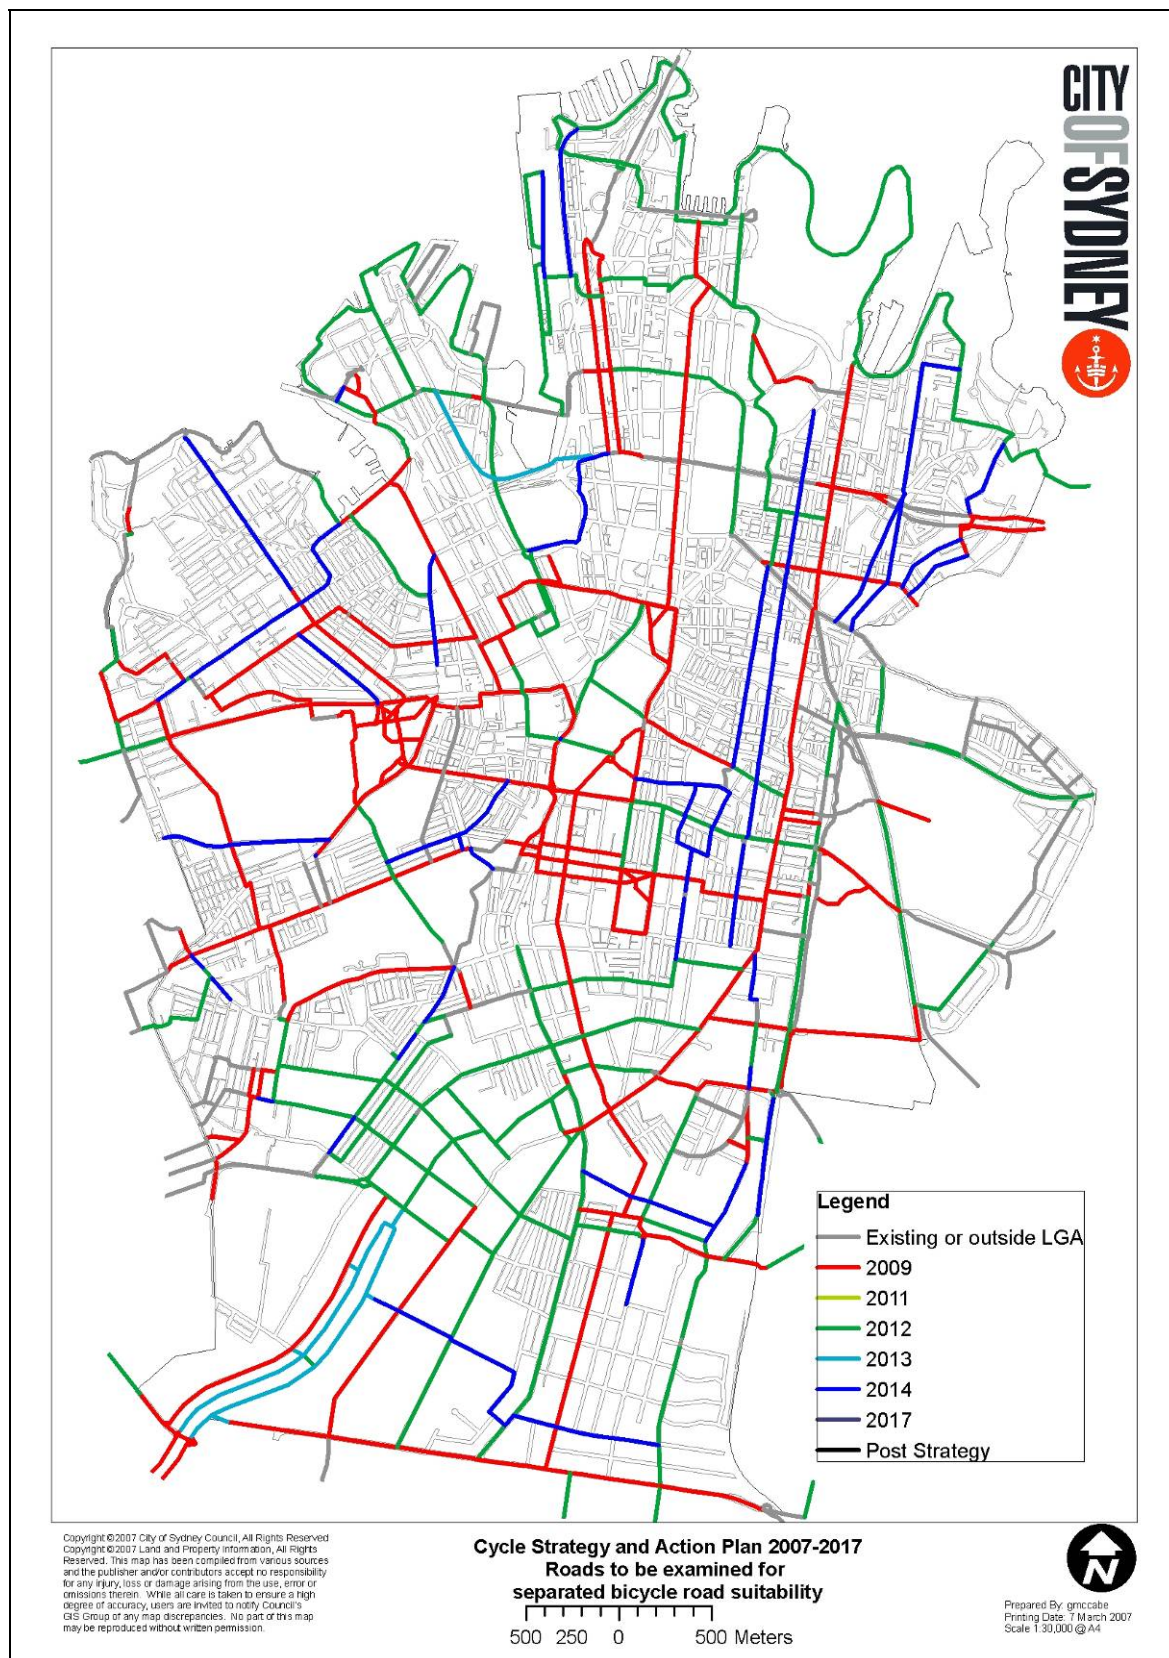 CITY
OF
SYDNEY
Legend
Existing or outside LGA
2009
2011
2012
2013
2014
2017
Post Strategy
Copyright ©2007 City of Sydney Council, All Rights Reserved
Copyright ©2007 Land and Property Information, All Rights
Reserved. This map has been compiled from various sources
and the publisher and/or contributors accept no responsibility
for any injury, loss or damage arising from the use, error or
omissions therein. While all care is taken to ensure a high
degree of accuracy, users are invited to notify Council's
GIS Group of any map discrepancies. No part of this map
may be reproduced without written permission.
Cycle Strategy and Action Plan 2007-2017
Roads to be examined for
separated bicycle road suitability
500 250 0 500 Meters
N
Prepared By: gmccabe
Printing Date: 7 March 2007
Scale 1:30,000 @ A4